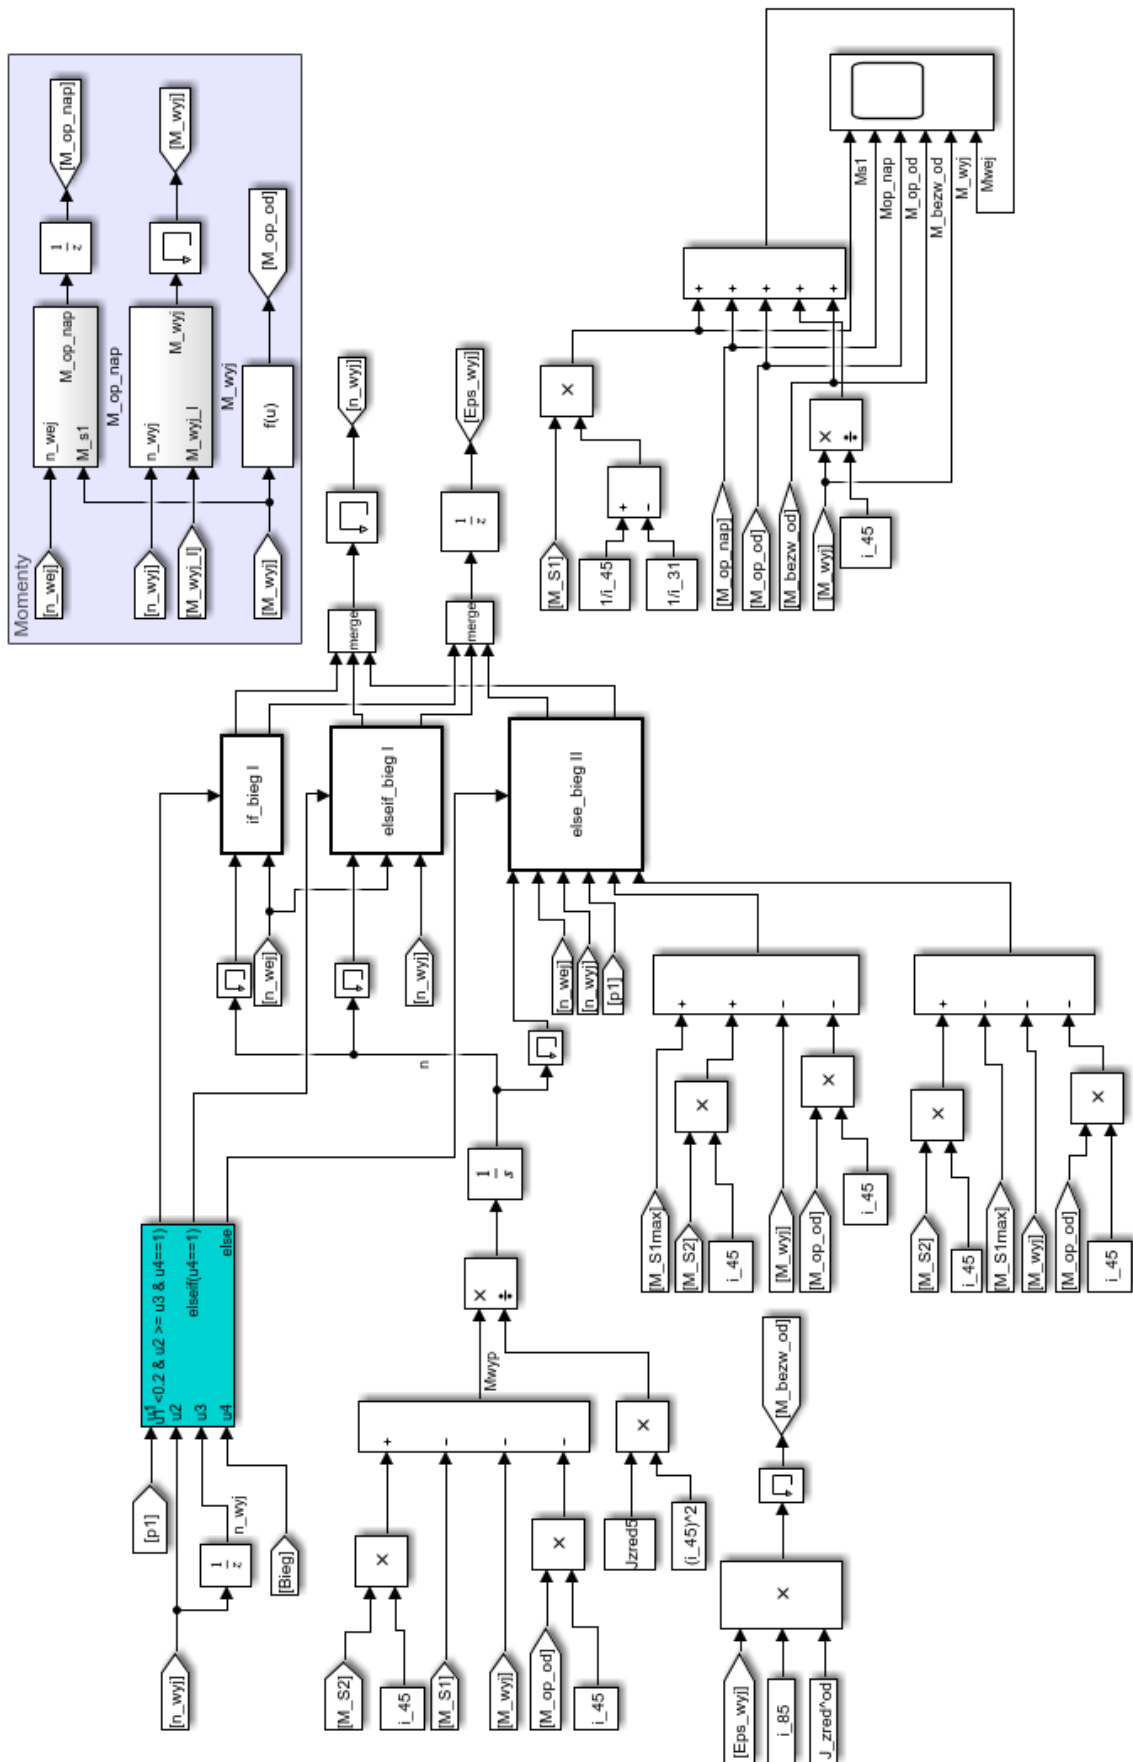 [n_wyj]
[p1]
1
z
n_wyj
[Bieg]
u1
u1 <0.2 & u2 >= u3 & u4==1)
u2
u3
u4
elseif(u4==1)
else
[n_wej]
if_bieg I
[n_wyj]
elseif_bieg I
n
[n_wej]
[n_wyj]
[p1]
else_bieg II
merge
merge
[n_wyj]
1
z
[Eps_wyj]
Momenty
[n_wej]
n_wej
M_s1
M_op_nap
M_op_nap
1
z
[M_op_nap]
[n_wyj]
[M_wyj_I]
n_wyj
M_wyj_I
M_wyj
M_wyj
[M_wyj]
[M_wyj]
f(u)
[M_op_od]
[M_S2]
i_45
×
[M_S1]
[M_wyj]
[M_op_od]
i_45
×
+
-
-
-
Mwyp
Jzred5
(i_45)^2
×
×
÷
1
s
[Eps_wyj]
i_85
J_zred^od
×
[M_bezw_od]
[M_S1max]
[M_S2]
i_45
×
[M_wyj]
[M_op_od]
i_45
×
+
+
-
-
[M_S2]
i_45
×
[M_S1max]
[M_wyj]
[M_op_od]
i_45
×
+
-
-
-
[M_S1]
1/i_45
1/i_31
+
-
×
[M_op_nap]
[M_op_od]
[M_bezw_od]
[M_wyj]
i_45
×
÷
+
+
+
+
+
Ms1
Mop_nap
M_op_od
M_bezw_od
M_wyj
Mwej